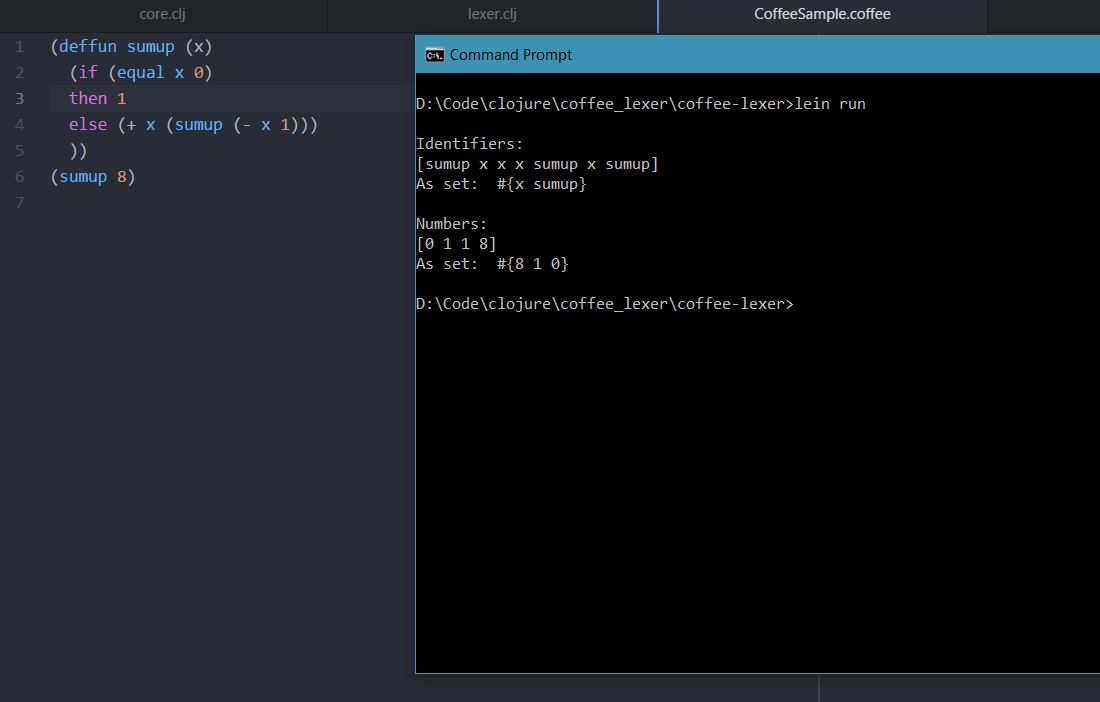 core.clj
lexer.clj
CoffeeSample.coffee
1 (deffun sumup (x)
2 (if (equal x 0)
3 then 1
4 else (+ x (sumup (- x 1)))
5 ))
6 (sumup 8)
7
Command Prompt
D:\Code\clojure\coffee_lexer\coffee-lexer>lein run
Identifiers:
[sumup x x x sumup x sumup]
As set:  #{x sumup}
Numbers:
[0 1 1 8]
As set:  #{8 1 0}
D:\Code\clojure\coffee_lexer\coffee-lexer>